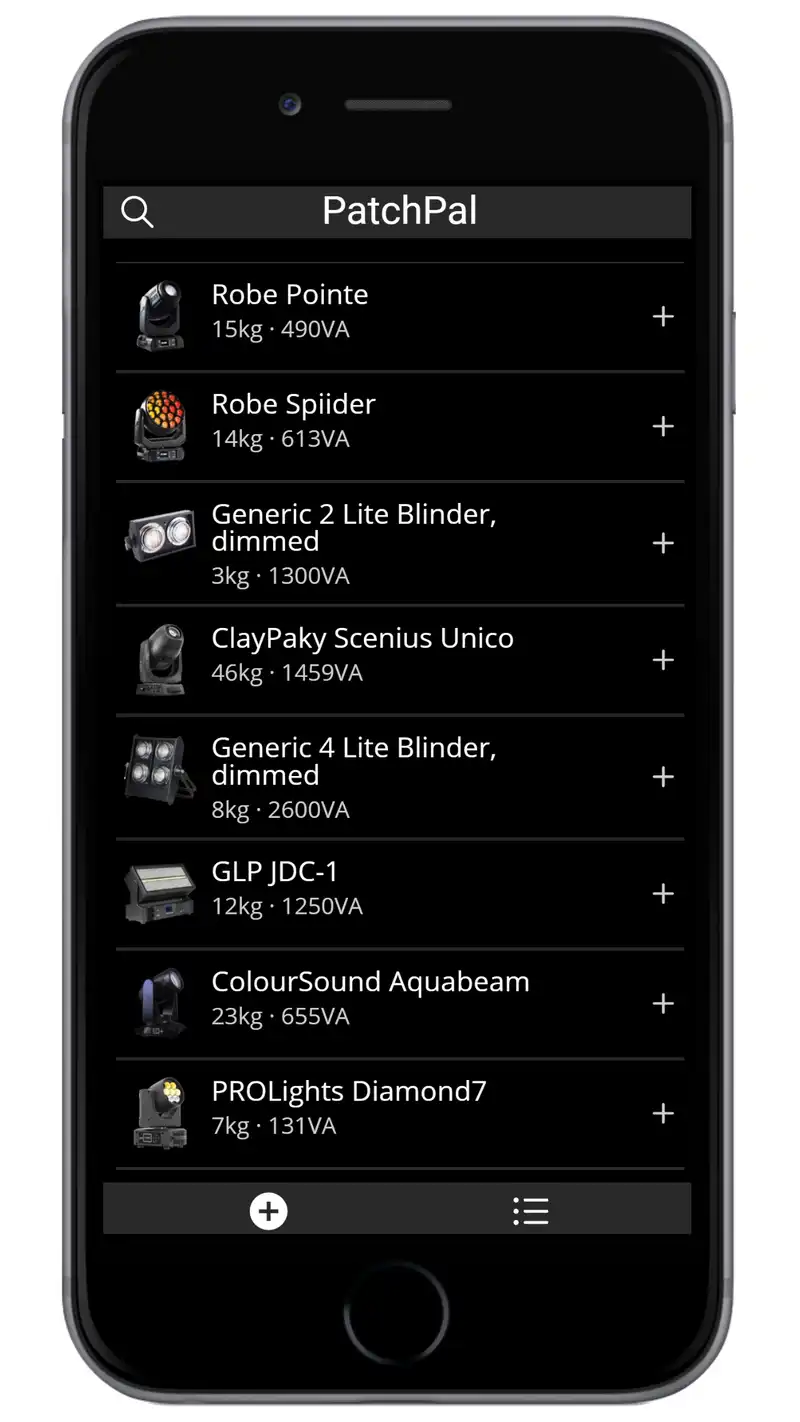 PatchPal
Robe Pointe
15kg · 490VA
Robe Spiider
14kg · 613VA
Generic 2 Lite Blinder,
dimmed
3kg · 1300VA
ClayPaky Scenius Unico
46kg · 1459VA
Generic 4 Lite Blinder,
dimmed
8kg · 2600VA
GLP JDC-1
12kg · 1250VA
ColourSound Aquabeam
23kg · 655VA
PROLights Diamond7
7kg · 131VA